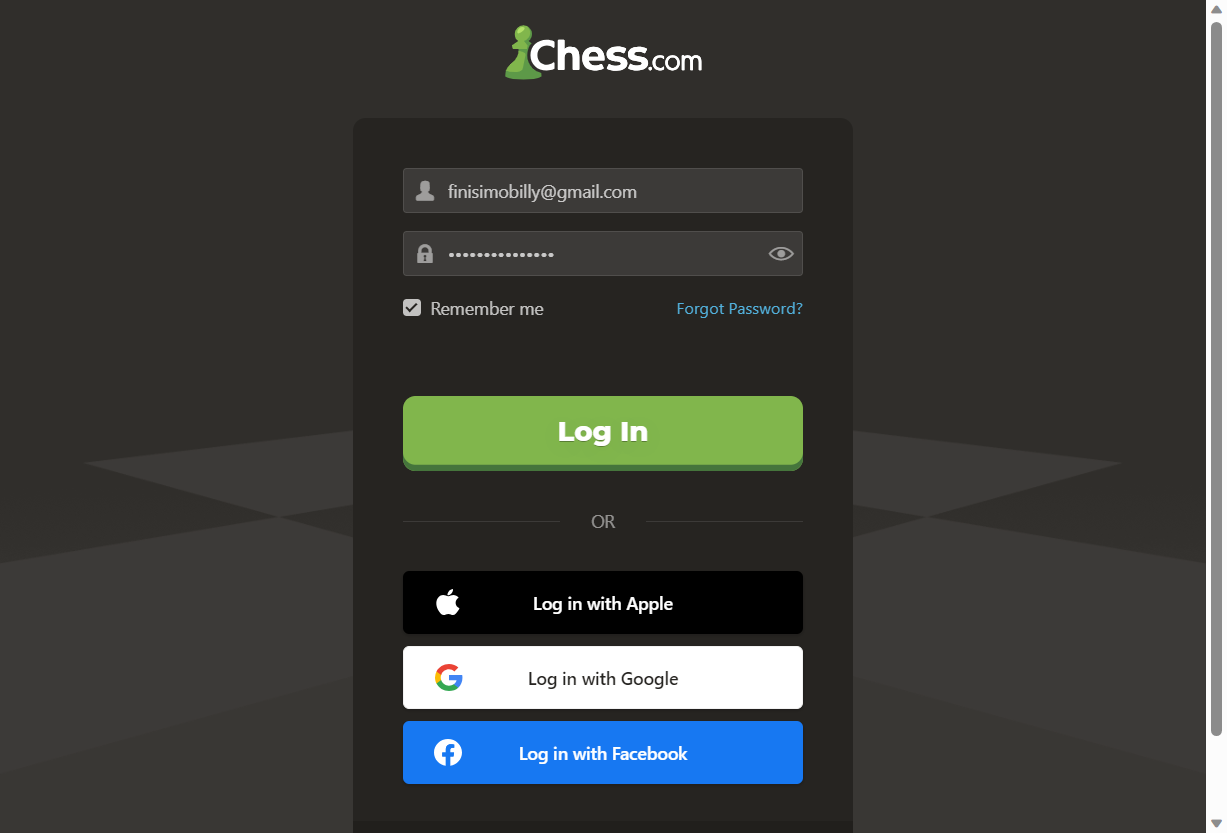 Chess.com
finisimobilly@gmail.com
•••••••••••••••
Remember me
Forgot Password?
Log In
OR
Log in with Apple
Log in with Google
Log in with Facebook